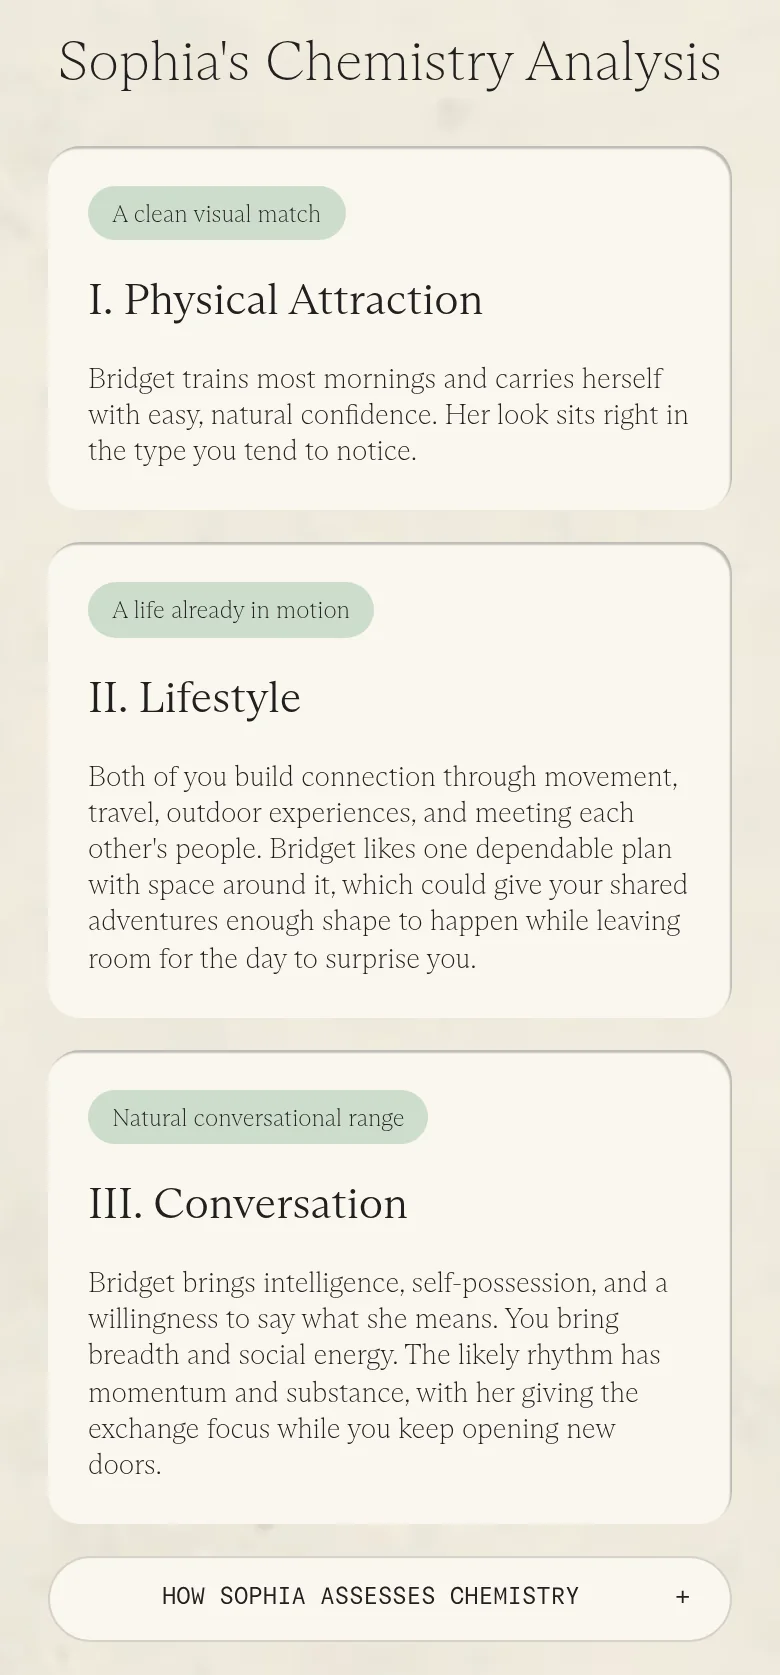 Sophia's Chemistry Analysis
A clean visual match
I. Physical Attraction
Bridget trains most mornings and carries herself
with easy, natural confidence. Her look sits right in
the type you tend to notice.
A life already in motion
II. Lifestyle
Both of you build connection through movement,
travel, outdoor experiences, and meeting each
other's people. Bridget likes one dependable plan
with space around it, which could give your shared
adventures enough shape to happen while leaving
room for the day to surprise you.
Natural conversational range
III. Conversation
Bridget brings intelligence, self-possession, and a
willingness to say what she means. You bring
breadth and social energy. The likely rhythm has
momentum and substance, with her giving the
exchange focus while you keep opening new
doors.
HOW SOPHIA ASSESSES CHEMISTRY +